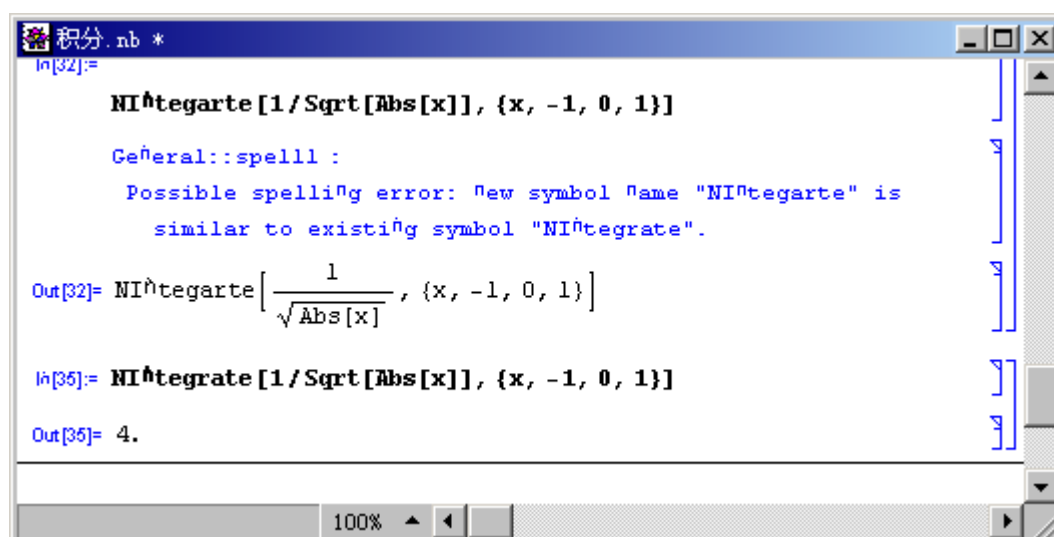 积分.nb *
In[32]:=
NIntegarte[1/Sqrt[Abs[x]], {x, -1, 0, 1}]
General::spell1 :
Possible spelling error: new symbol name "NIntegarte" is
similar to existing symbol "NIntegrate".
Out[32]= NIntegarte[1/√Abs[x], {x, -1, 0, 1}]
In[35]:= NIntegrate[1/Sqrt[Abs[x]], {x, -1, 0, 1}]
Out[35]= 4.
100%